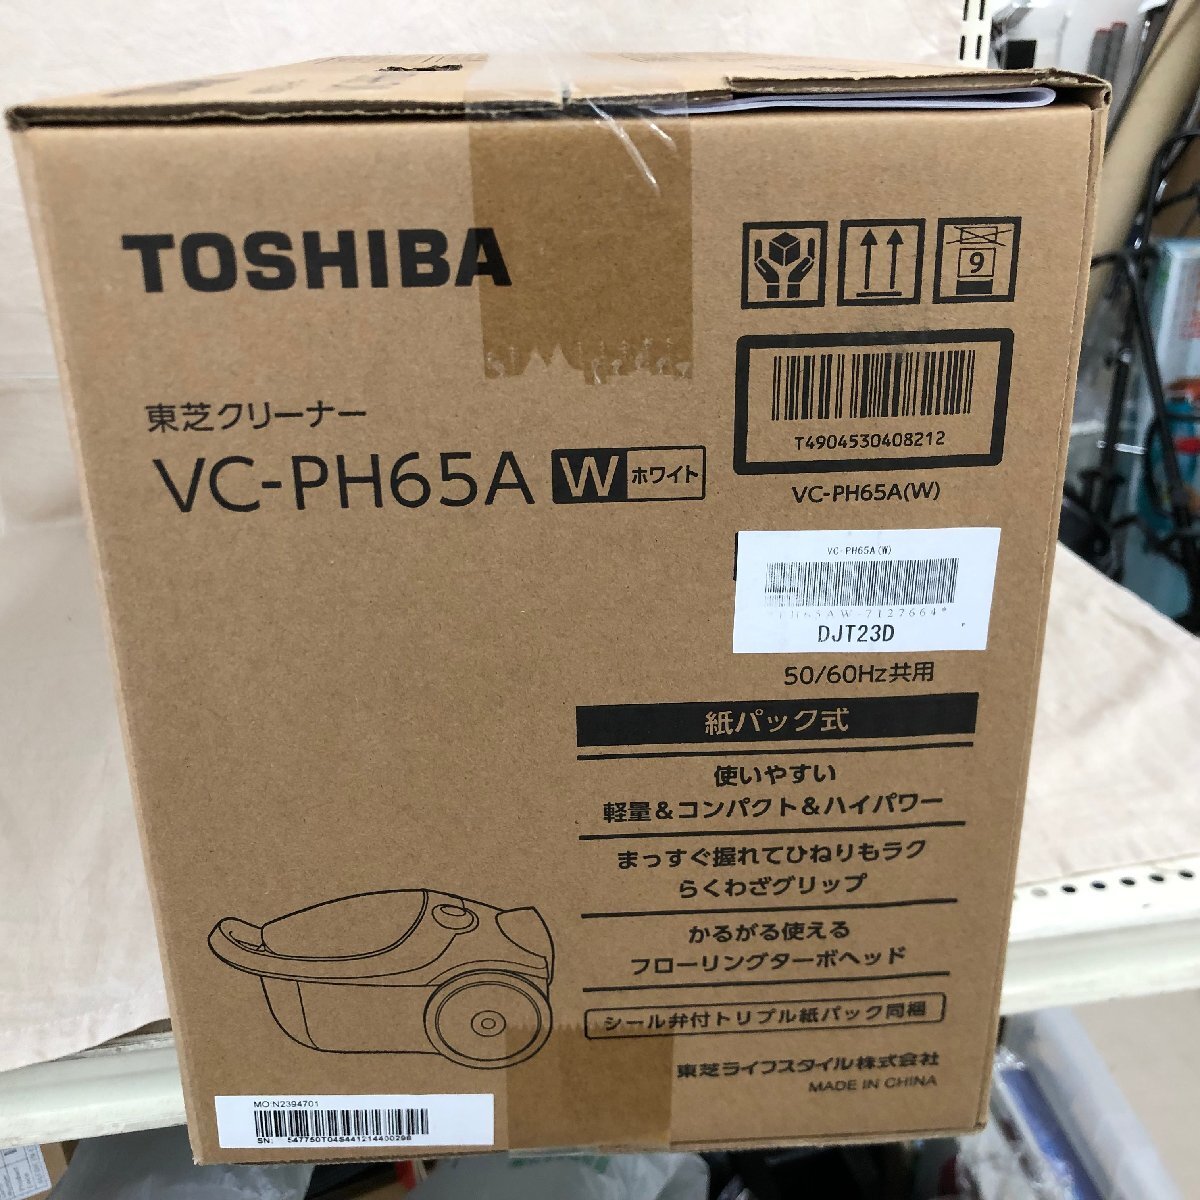 TOSHIBA
9
東芝クリーナー
VC-PH65A W ホワイト
T4904530408212
VC-PH65A(W)
VC-PH65A(W)
DJT23D
50/60Hz共用
紙パック式
使いやすい
軽量&コンパクト&ハイパワー
まっすぐ握れてひねりもラク
らくわざグリップ
かるがる使える
フローリングターボヘッド
シール弁付トリプル紙パック同梱
東芝ライフスタイル株式会社
MADE IN CHINA
MO:N2394701
SN: 547750T04S441214400298